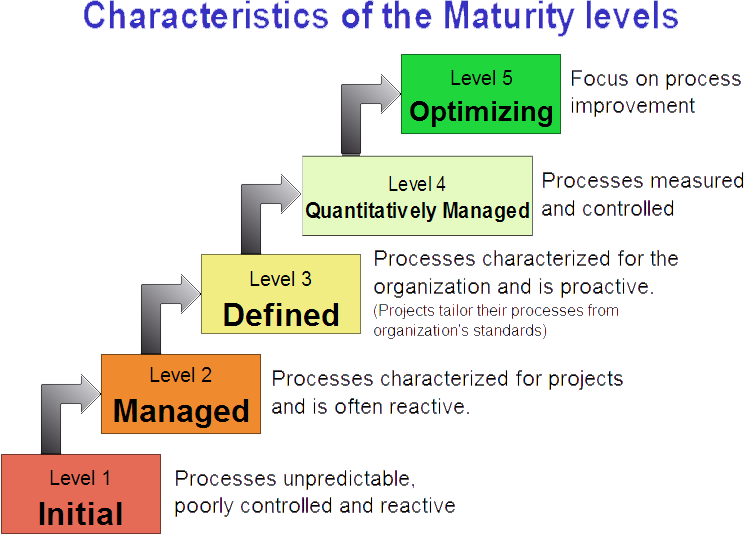 Characteristics of the Maturity levels
Level 5
Optimizing
Focus on process
improvement
Level 4
Quantitatively Managed
Processes measured
and controlled
Level 3
Defined
Processes characterized for the
organization and is proactive.
(Projects tailor their processes from
organization's standards)
Level 2
Managed
Processes characterized for projects
and is often reactive.
Level 1
Initial
Processes unpredictable,
poorly controlled and reactive